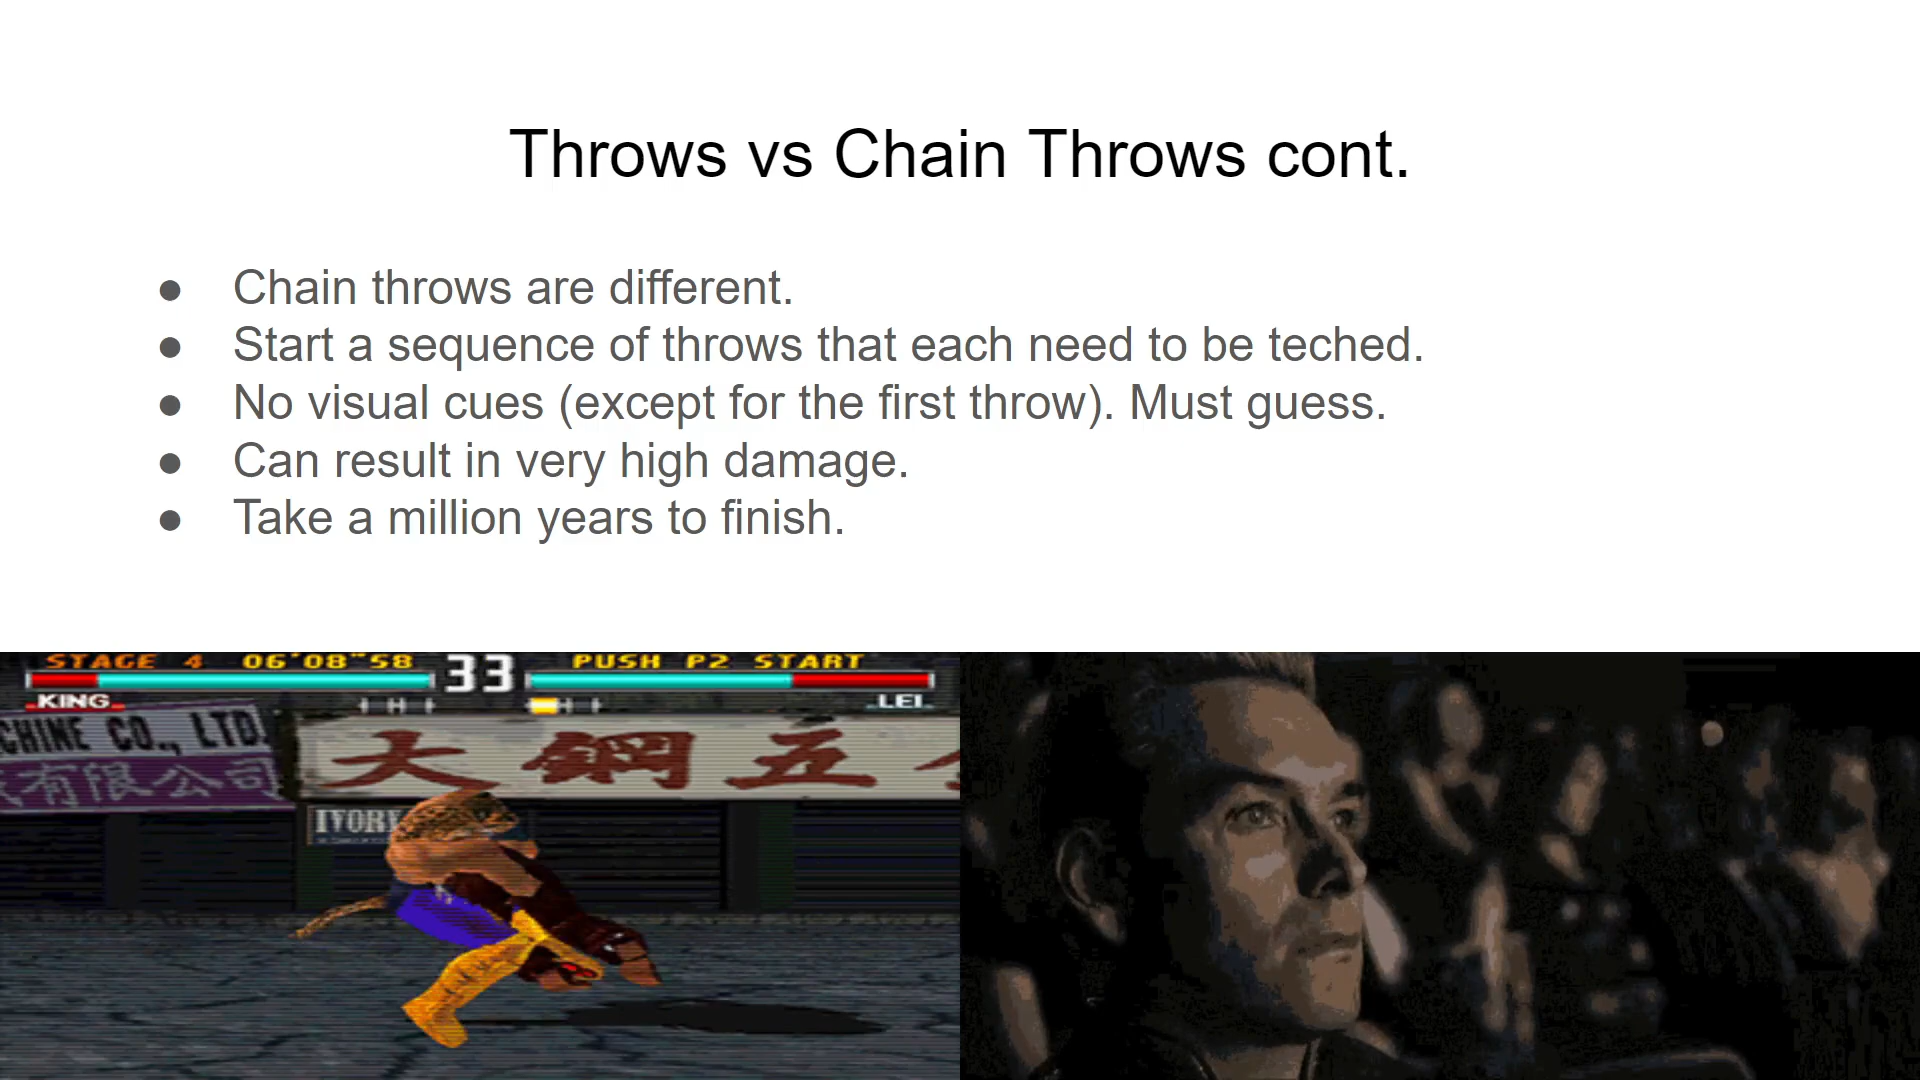 Throws vs Chain Throws cont.
● Chain throws are different.
● Start a sequence of throws that each need to be teched.
● No visual cues (except for the first throw). Must guess.
● Can result in very high damage.
● Take a million years to finish.
STAGE 4 06'08"58 33 PUSH P2 START
KING LEI
CHINE CO., LTD.
有限公司
大鋼五
IVORY